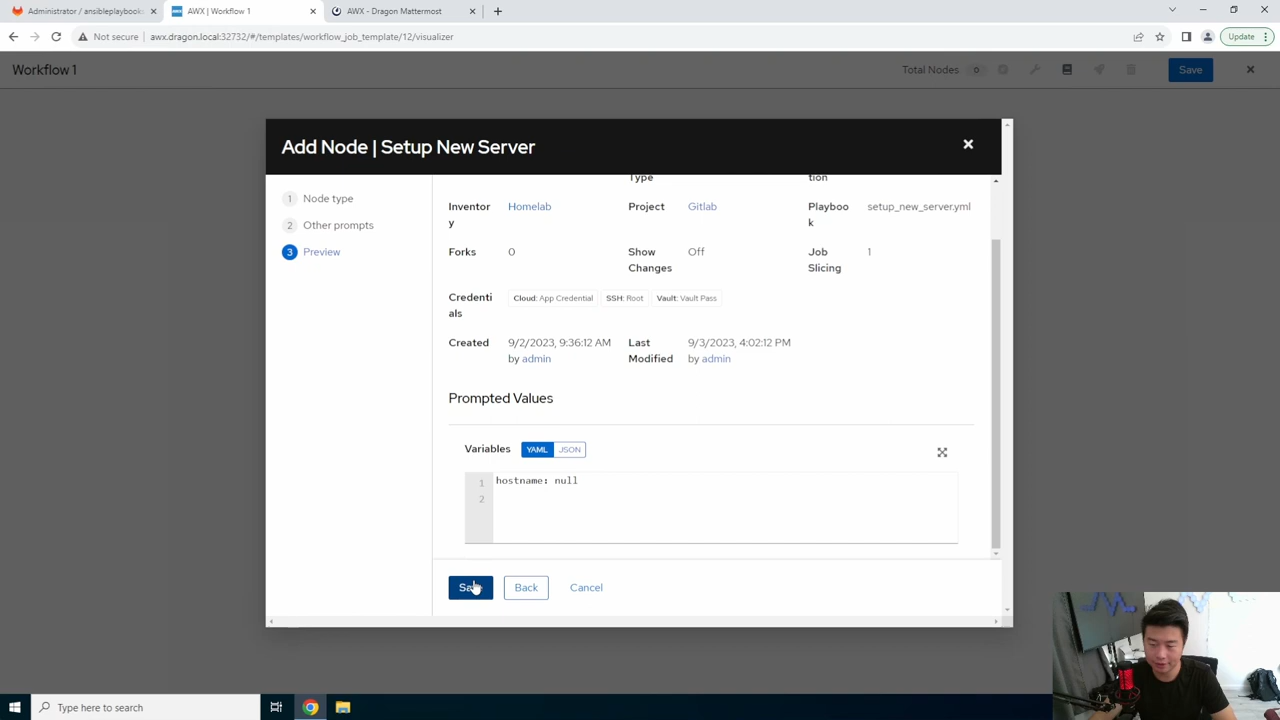 Administrator / ansibleplaybook
AWX | Workflow 1
AWX - Dragon Mattermost
Not secure
awx.dragon.local:32732/#/templates/workflow_job_template/12/visualizer
Update
Workflow 1
Total Nodes:
0
Save
Add Node | Setup New Server
1 Node type
2 Other prompts
3 Preview
Type
tion
Inventor
y
Homelab
Project
Gitlab
Playboo
k
setup_new_server.yml
Forks
0
Show
Changes
Off
Job
Slicing
1
Credenti
als
Cloud: App Credential
SSH: Root
Vault: Vault Pass
Created
9/2/2023, 9:36:12 AM
by admin
Last
Modified
9/3/2023, 4:02:12 PM
by admin
Prompted Values
Variables
YAML
JSON
1
hostname: null
2
Back
Cancel
Type here to search